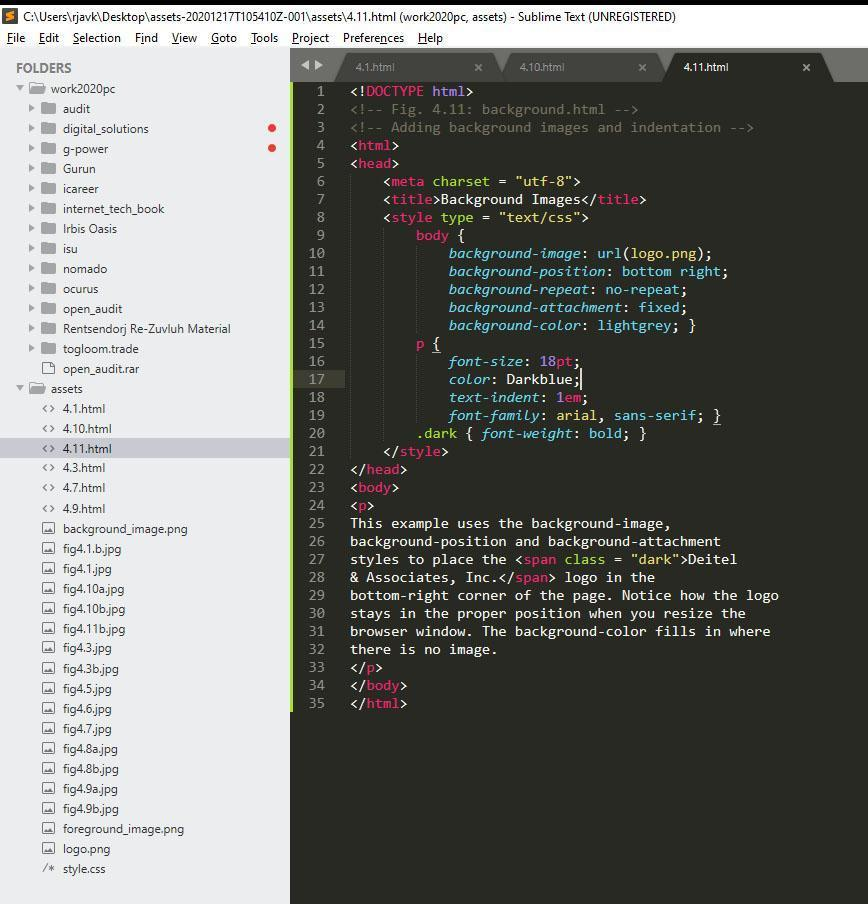 C:\Users\rjavk\Desktop\assets-20201217T105410Z-001\assets\4.11.html (work2020pc, assets) - Sublime Text (UNREGISTERED)
File Edit Selection Find View Goto Tools Project Preferences Help
FOLDERS
work2020pc
audit
digital_solutions
g-power
Gurun
icareer
internet_tech_book
Irbis Oasis
isu
nomado
ocurus
open_audit
Rentsendorj Re-Zuvluh Material
togloom.trade
open_audit.rar
assets
<> 4.1.html
<> 4.10.html
<> 4.11.html
<> 4.3.html
<> 4.7.html
<> 4.9.html
background_image.png
fig4.1.b.jpg
fig4.1.jpg
fig4.10a.jpg
fig4.10b.jpg
fig4.11b.jpg
fig4.3.jpg
fig4.3b.jpg
fig4.5.jpg
fig4.6.jpg
fig4.7.jpg
fig4.8a.jpg
fig4.8b.jpg
fig4.9a.jpg
fig4.9b.jpg
foreground_image.png
logo.png
/* style.css
4.1.html × 4.10.html × 4.11.html ×
1 <!DOCTYPE html>
2 <!-- Fig. 4.11: background.html -->
3 <!-- Adding background images and indentation -->
4 <html>
5 <head>
6 <meta charset = "utf-8">
7 <title>Background Images</title>
8 <style type = "text/css">
9 body {
10 background-image: url(logo.png);
11 background-position: bottom right;
12 background-repeat: no-repeat;
13 background-attachment: fixed;
14 background-color: lightgrey; }
15 p {
16 font-size: 18pt;
17 color: Darkblue;
18 text-indent: 1em;
19 font-family: arial, sans-serif; }
20 .dark { font-weight: bold; }
21 </style>
22 </head>
23 <body>
24 <p>
25 This example uses the background-image,
26 background-position and background-attachment
27 styles to place the <span class = "dark">Deitel
28 & Associates, Inc.</span> logo in the
29 bottom-right corner of the page. Notice how the logo
30 stays in the proper position when you resize the
31 browser window. The background-color fills in where
32 there is no image.
33 </p>
34 </body>
35 </html>